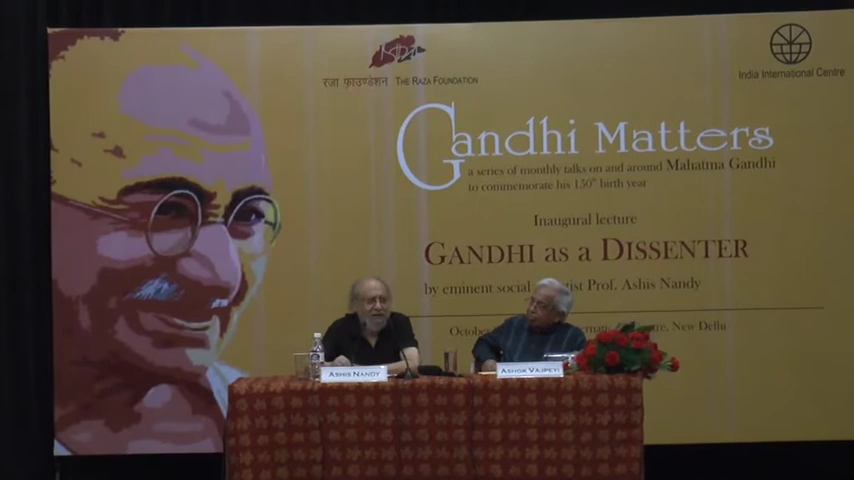 रज़ा फ़ाउण्डेशन THE RAZA FOUNDATION
India International Centre
Gandhi Matters
a series of monthly talks on and around MAHATMA GANDHI
to commemorate his 150th birth year
Inaugural lecture
GANDHI AS A DISSENTER
by eminent social Prof. ASHIS NANDY
October New Delhi
ASHIS NANDY
ASHOK VAJPEYI